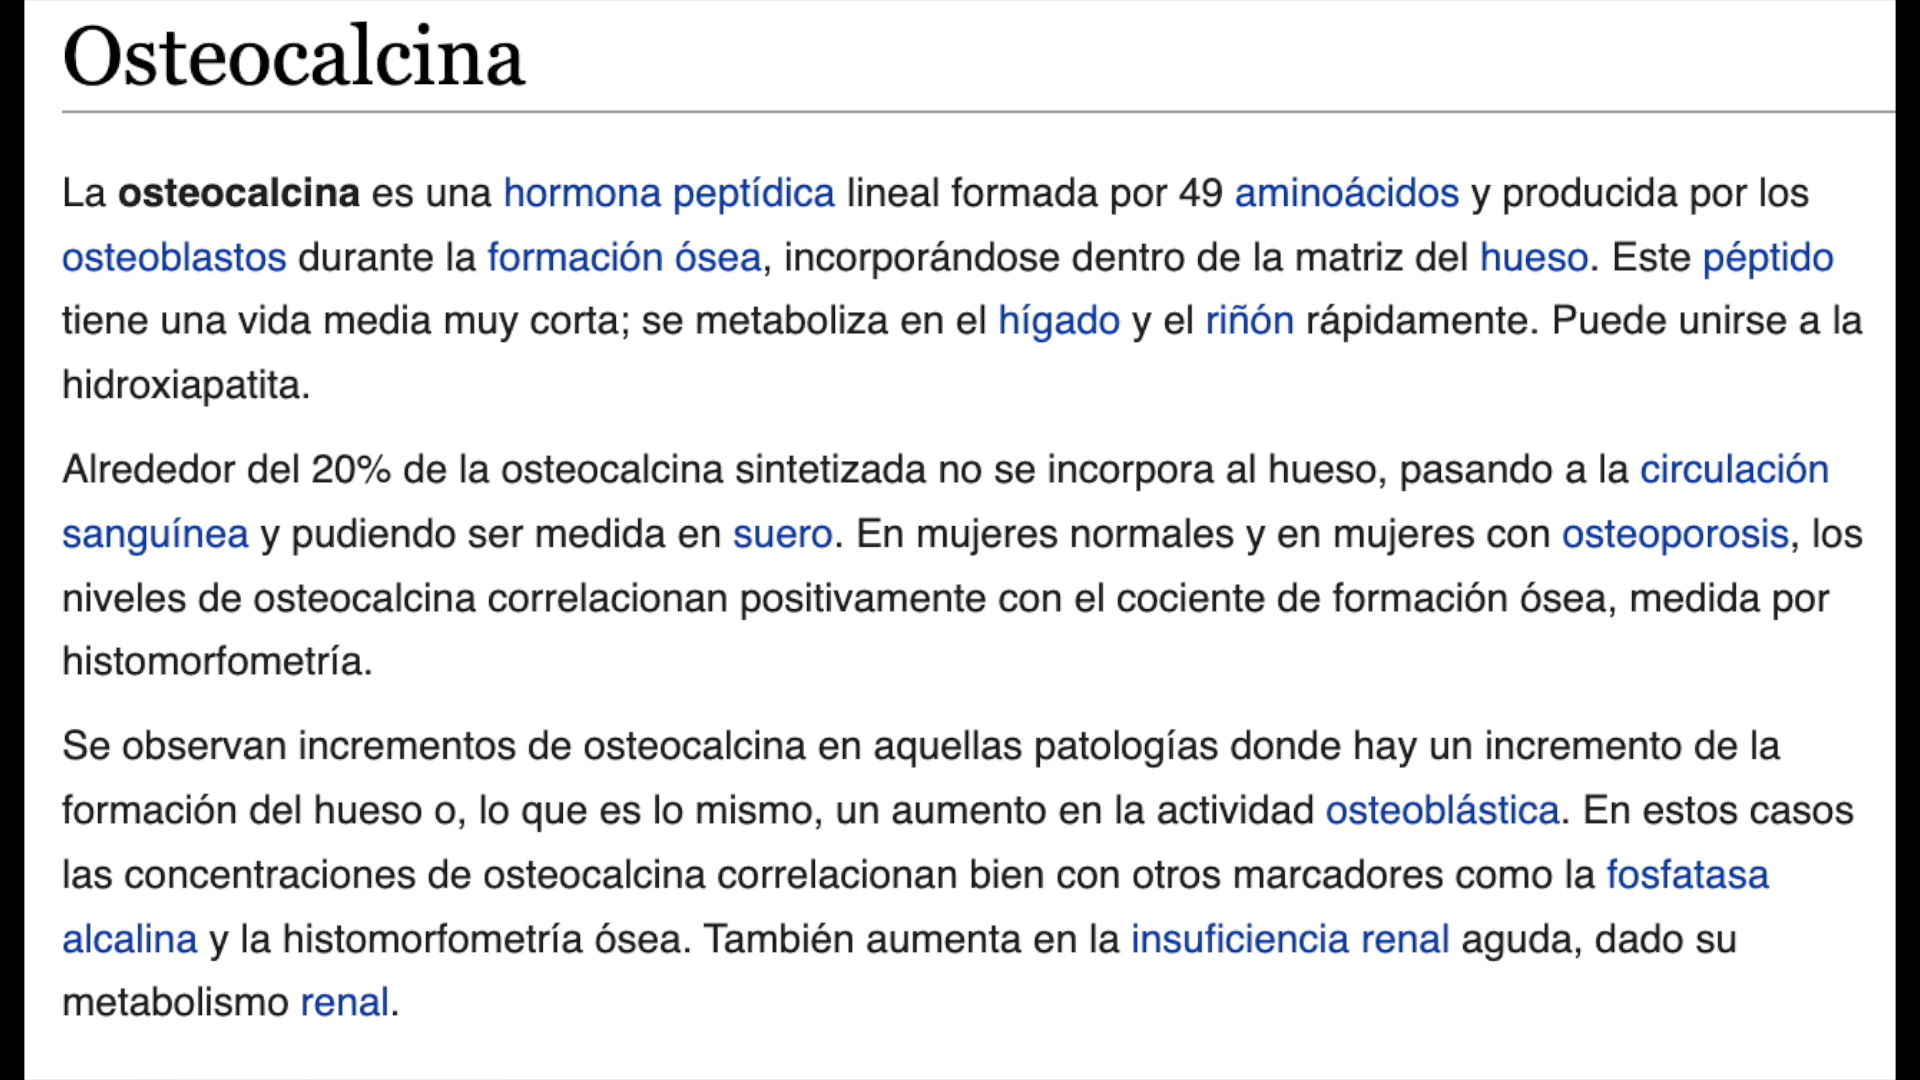 Osteocalcina
La osteocalcina es una hormona peptídica lineal formada por 49 aminoácidos y producida por los
osteoblastos durante la formación ósea, incorporándose dentro de la matriz del hueso. Este péptido
tiene una vida media muy corta; se metaboliza en el hígado y el riñón rápidamente. Puede unirse a la
hidroxiapatita.
Alrededor del 20% de la osteocalcina sintetizada no se incorpora al hueso, pasando a la circulación
sanguínea y pudiendo ser medida en suero. En mujeres normales y en mujeres con osteoporosis, los
niveles de osteocalcina correlacionan positivamente con el cociente de formación ósea, medida por
histomorfometría.
Se observan incrementos de osteocalcina en aquellas patologías donde hay un incremento de la
formación del hueso o, lo que es lo mismo, un aumento en la actividad osteoblástica. En estos casos
las concentraciones de osteocalcina correlacionan bien con otros marcadores como la fosfatasa
alcalina y la histomorfometría ósea. También aumenta en la insuficiencia renal aguda, dado su
metabolismo renal.